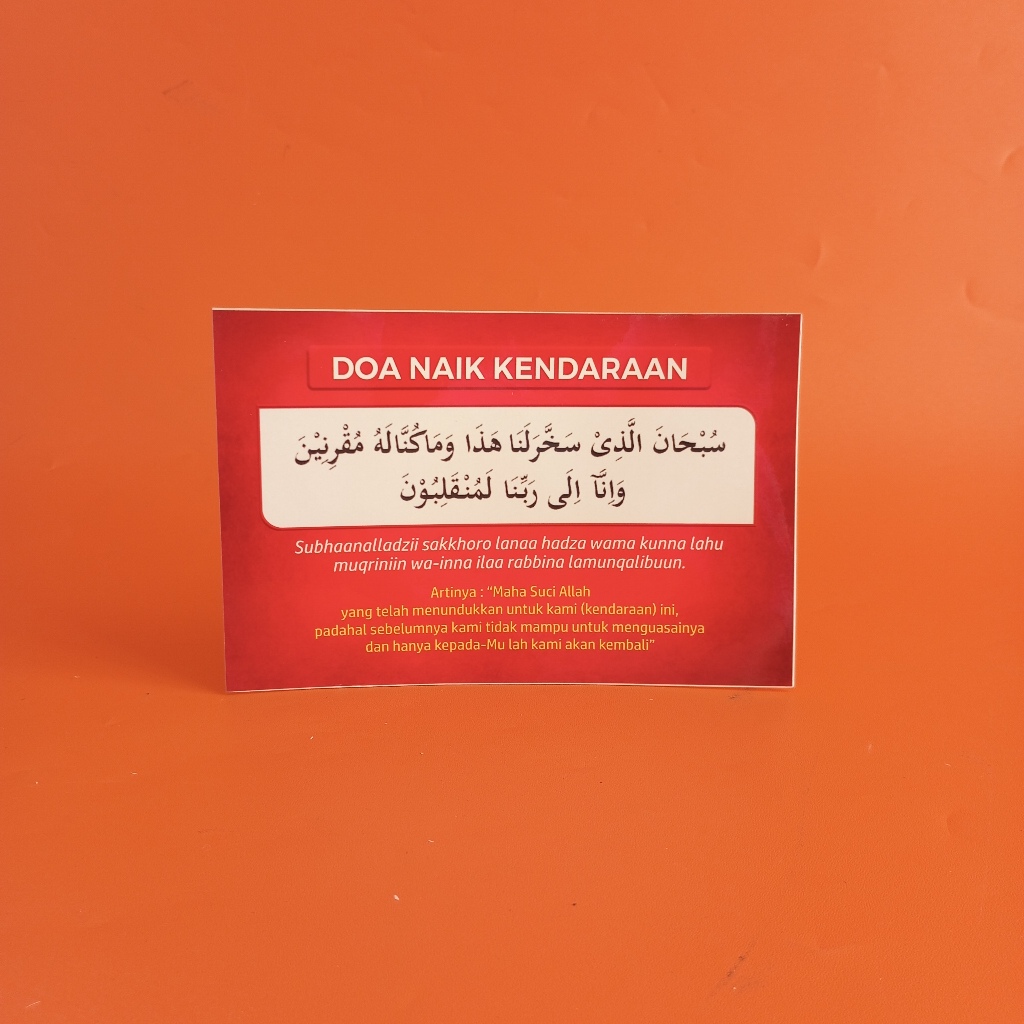 DOA NAIK KENDARAAN
سُبْحَانَ الَّذِيْ سَخَّرَلَنَا هَذَا وَمَاكُنَّالَهُ مُقْرِنِيْنَ
وَاِنَّآ اِلَى رَبِّنَا لَمُنْقَلِبُوْنَ
Subhaanalladzii sakkhoro lanaa hadza wama kunna lahu
muqriniin wa-inna ilaa rabbina lamunqalibuun.
Artinya : “Maha Suci Allah
yang telah menundukkan untuk kami (kendaraan) ini,
padahal sebelumnya kami tidak mampu untuk menguasainya
dan hanya kepada-Mu lah kami akan kembali”